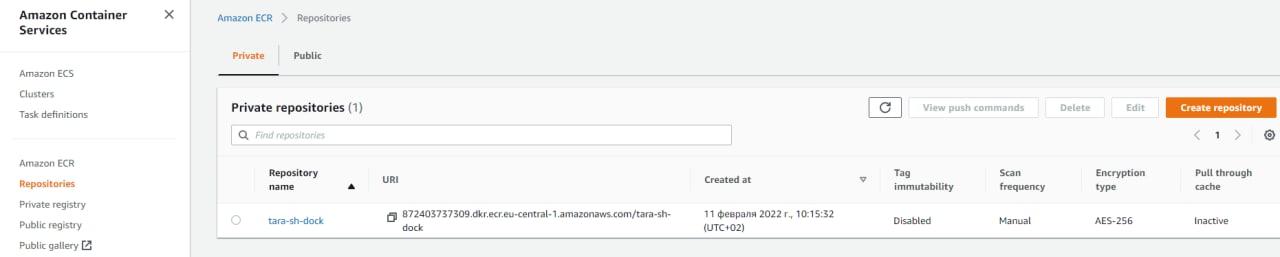 Amazon Container
Services
Amazon ECS
Clusters
Task definitions
Amazon ECR
Repositories
Private registry
Public registry
Public gallery
Amazon ECR > Repositories
Private Public
Private repositories (1)
View push commands Delete Edit Create repository
Find repositories
1
Repository name URI Created at Tag immutability Scan frequency Encryption type Pull through cache
tara-sh-dock 872403737309.dkr.ecr.eu-central-1.amazonaws.com/tara-sh-dock 11 февраля 2022 г., 10:15:32 (UTC+02) Disabled Manual AES-256 Inactive